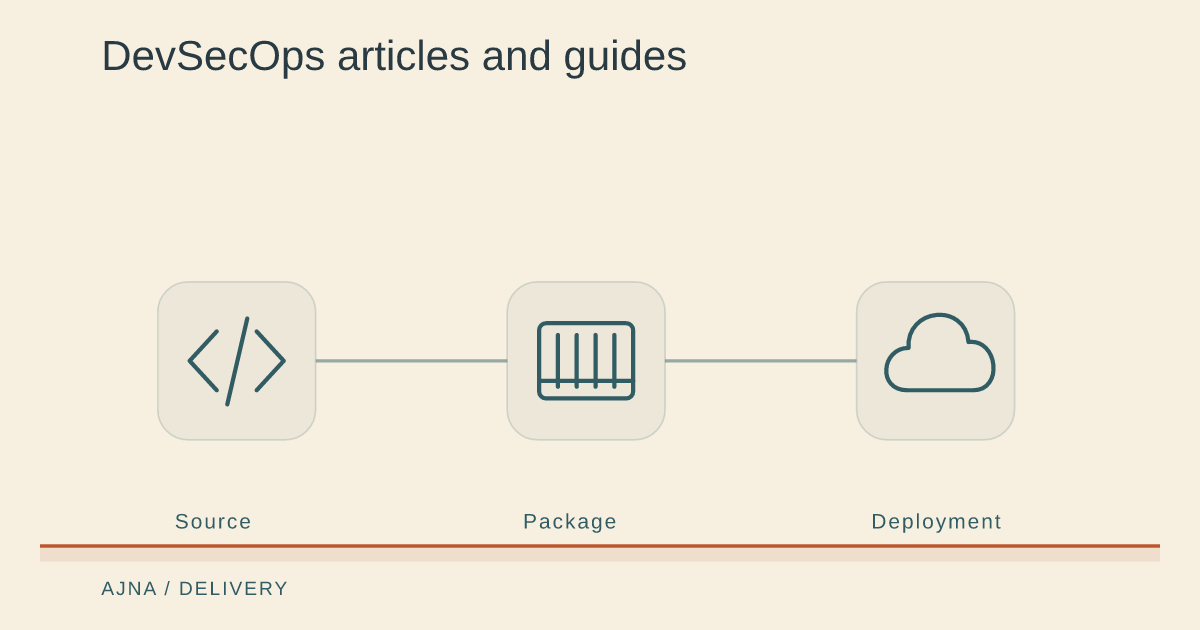 DevSecOps articles and guides
Source
Package
Deployment
AJNA / DELIVERY